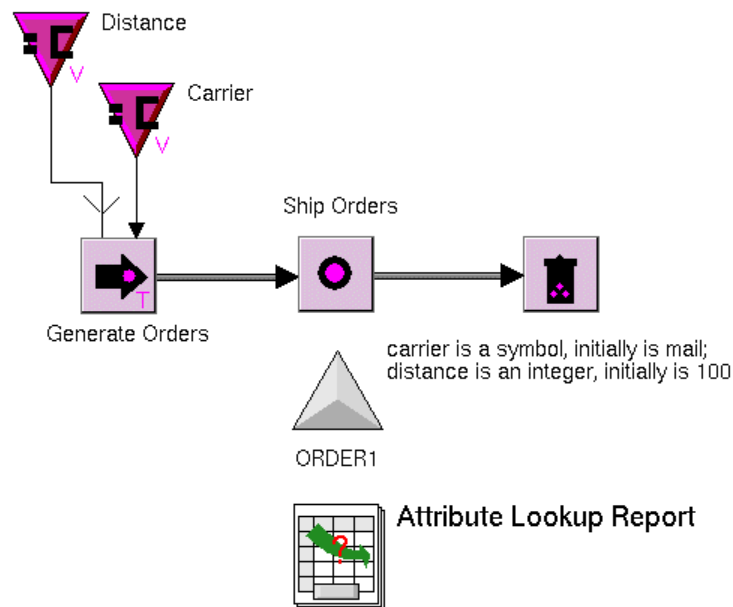 Distance
V
Carrier
V
Ship Orders
T
Generate Orders
carrier is a symbol, initially is mail;
distance is an integer, initially is 100
ORDER1
?
Attribute Lookup Report